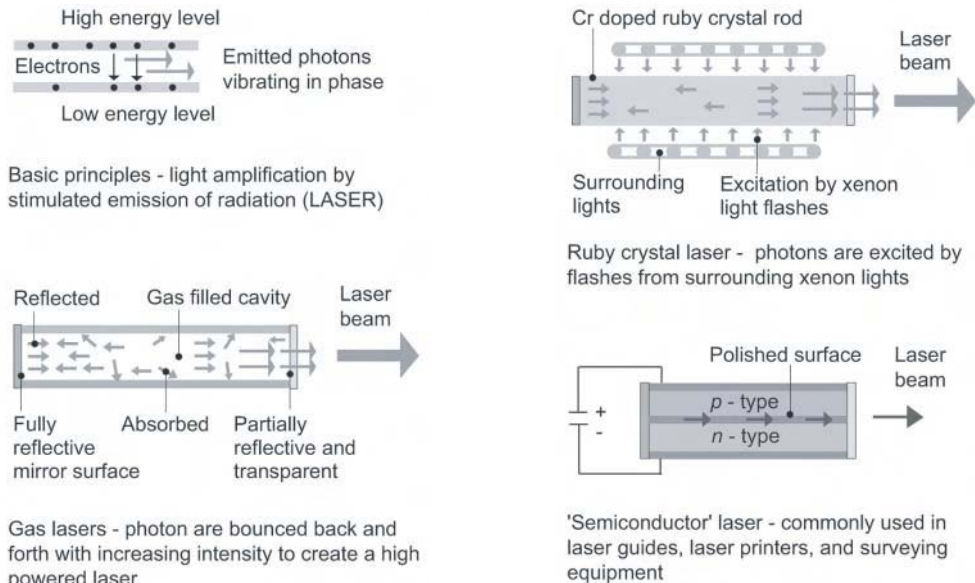 High energy level
Electrons
Emitted photons
vibrating in phase
Low energy level
Basic principles - light amplification by
stimulated emission of radiation (LASER)
Cr doped ruby crystal rod
Laser
beam
Surrounding
lights
Excitation by xenon
light flashes
Ruby crystal laser - photons are excited by
flashes from surrounding xenon lights
Reflected
Gas filled cavity
Laser
beam
Fully
reflective
mirror surface
Absorbed
Partially
reflective and
transparent
Gas lasers - photon are bounced back and
forth with increasing intensity to create a high
powered laser
Polished surface
Laser
beam
+
-
p - type
n - type
'Semiconductor' laser - commonly used in
laser guides, laser printers, and surveying
equipment